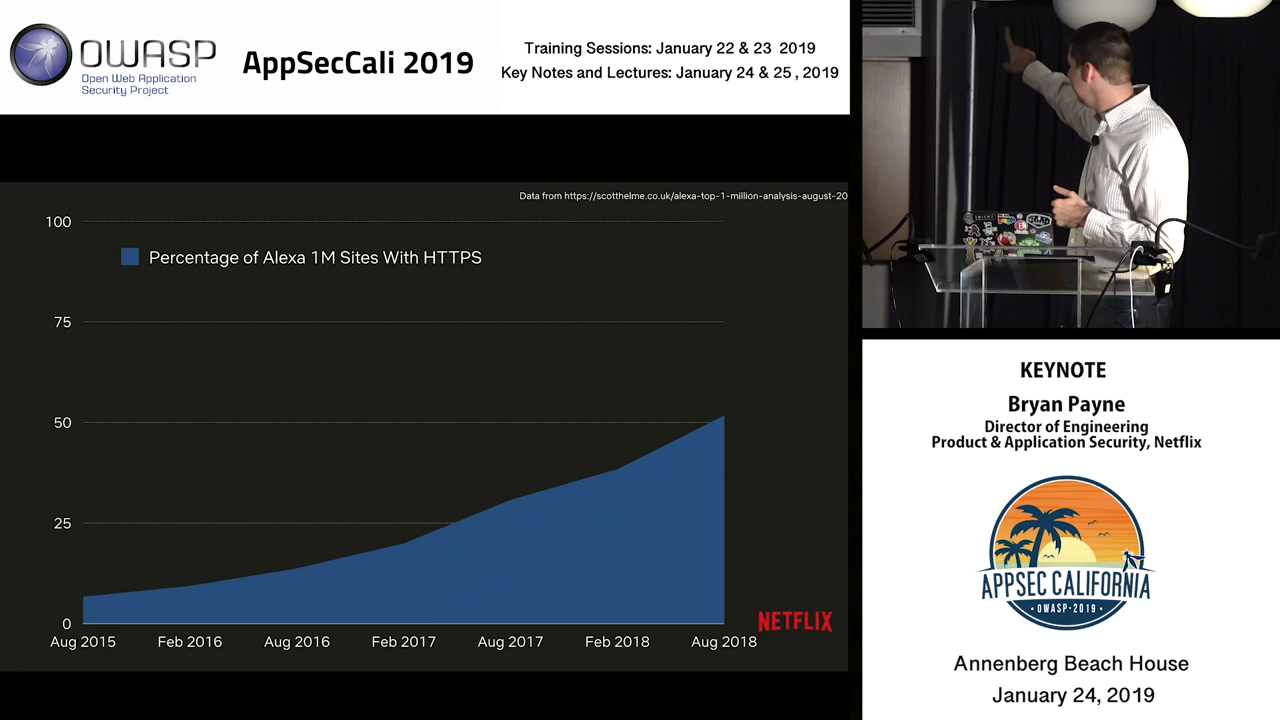 OWASP
Open Web Application
Security Project
AppSecCali 2019
Training Sessions: January 22 & 23 2019
Key Notes and Lectures: January 24 & 25, 2019
Data from https://scotthelme.co.uk/alexa-top-1-million-analysis-august-20
100
Percentage of Alexa 1M Sites With HTTPS
75
50
25
0
Aug 2015
Feb 2016
Aug 2016
Feb 2017
Aug 2017
Feb 2018
Aug 2018
NETFLIX
KEYNOTE
Bryan Payne
Director of Engineering
Product & Application Security, Netflix
APPSEC CALIFORNIA
·OWASP·2019·
Annenberg Beach House
January 24, 2019